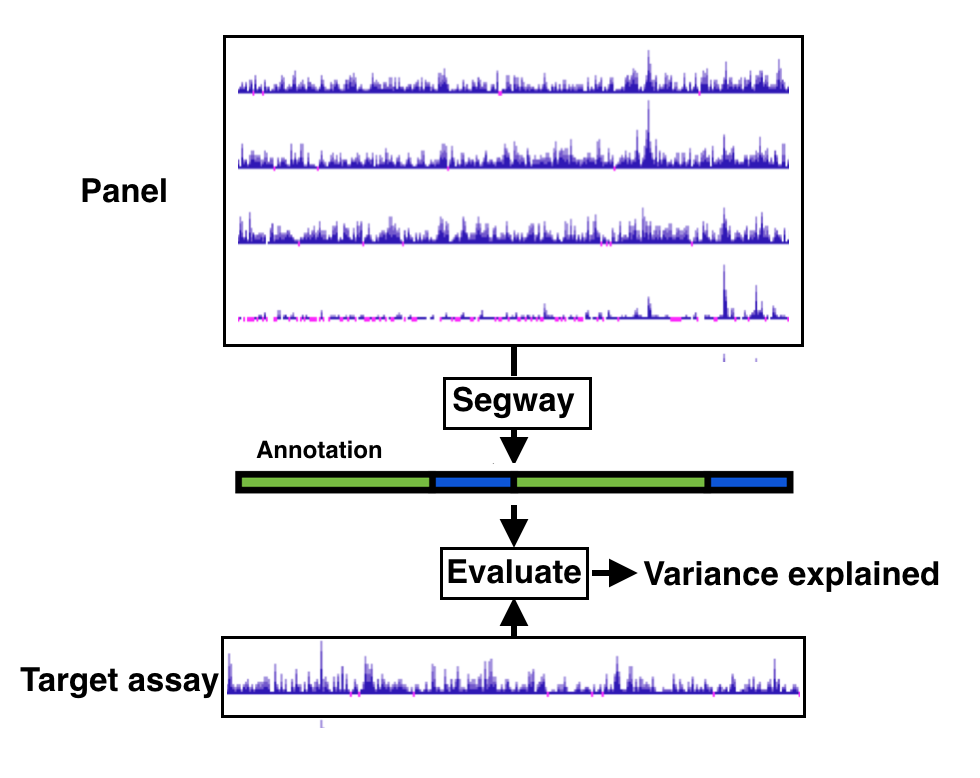 Panel
Segway
Annotation
Evaluate
Variance explained
Target assay